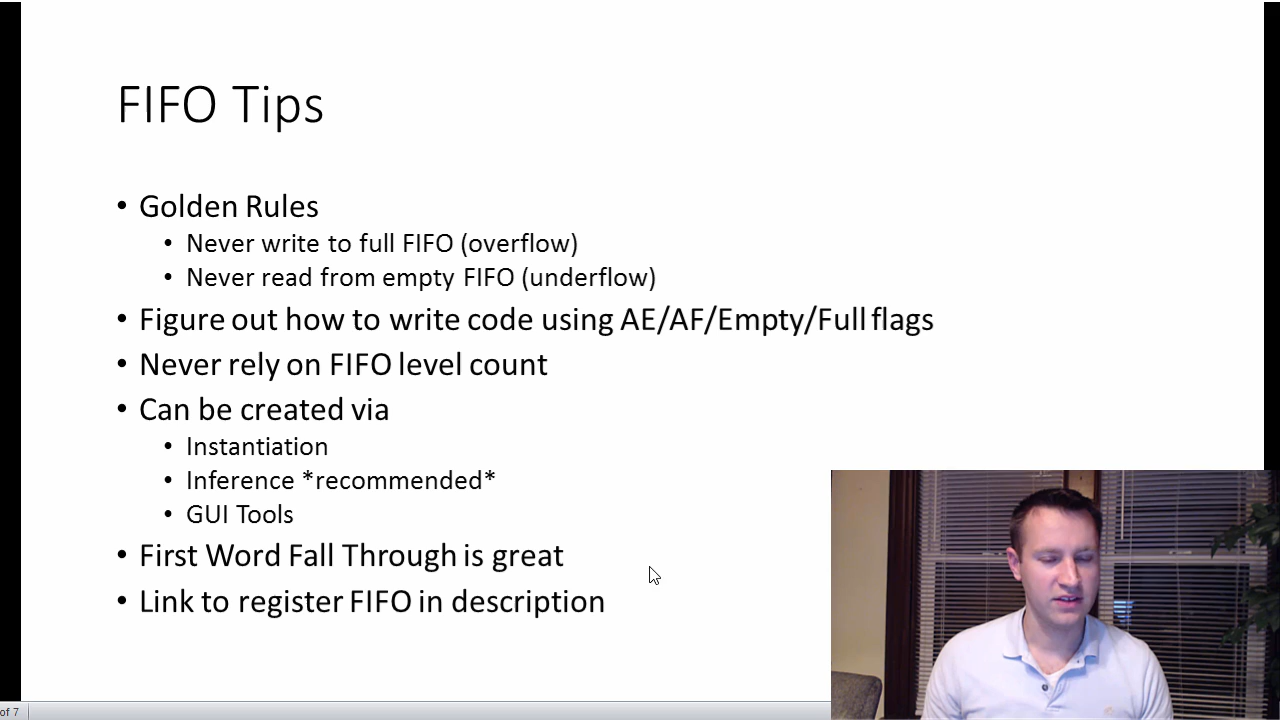 FIFO Tips
• Golden Rules
• Never write to full FIFO (overflow)
• Never read from empty FIFO (underflow)
• Figure out how to write code using AE/AF/Empty/Full flags
• Never rely on FIFO level count
• Can be created via
• Instantiation
• Inference *recommended*
• GUI Tools
• First Word Fall Through is great
• Link to register FIFO in description
of 7